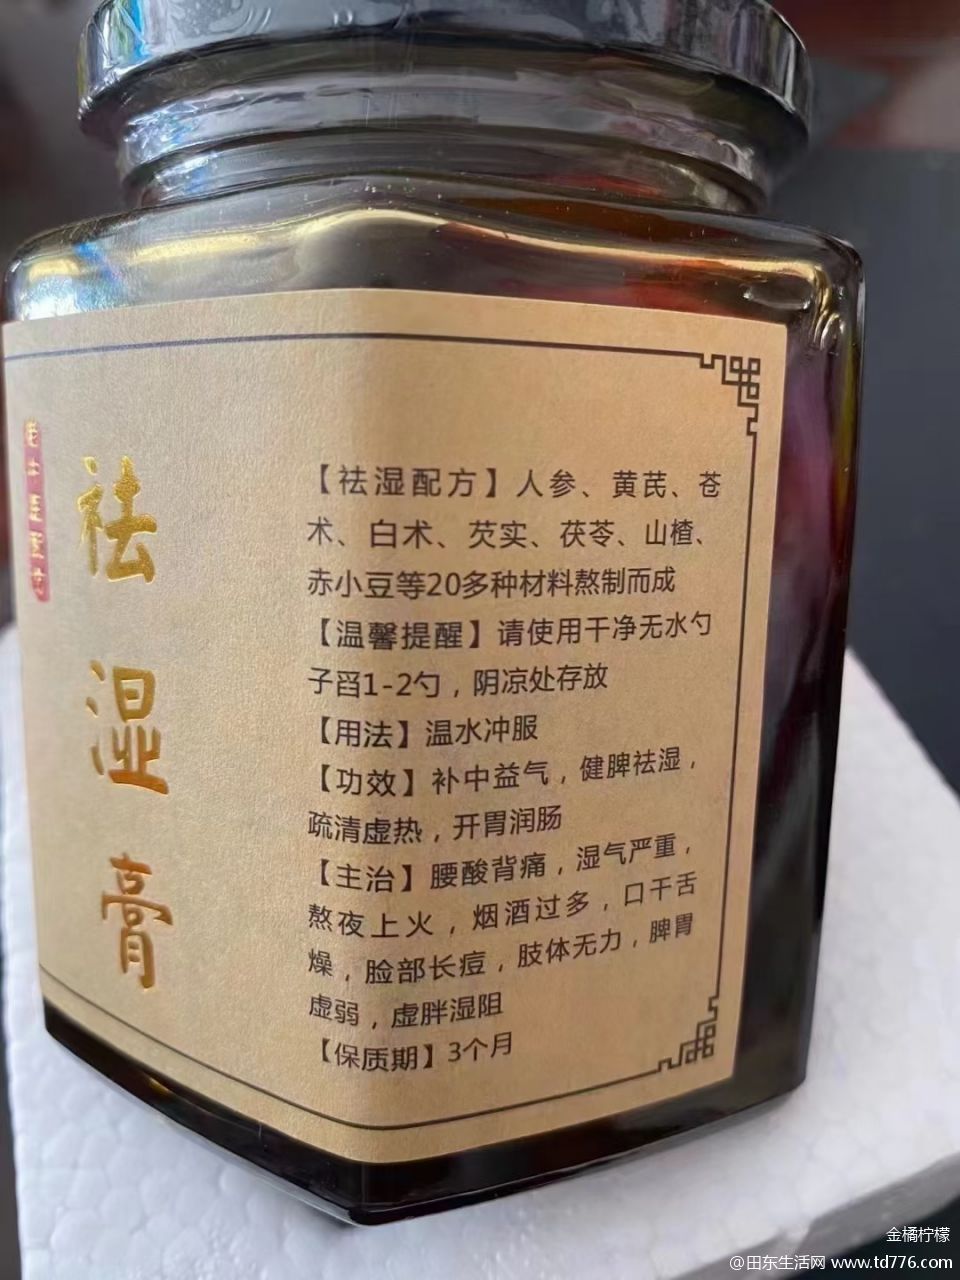 祛湿膏
【祛湿配方】人参、黄芪、苍
术、白术、芡实、茯苓、山楂、
赤小豆等20多种材料熬制而成
【温馨提醒】请使用干净无水勺
子舀1-2勺，阴凉处存放
【用法】温水冲服
【功效】补中益气，健脾祛湿，
疏清虚热，开胃润肠
【主治】腰酸背痛，湿气严重，
熬夜上火，烟酒过多，口干舌
燥，脸部长痘，肢体无力，脾胃
虚弱，虚胖湿阻
【保质期】3个月
金橘柠檬
@田东生活网 www.td776.com